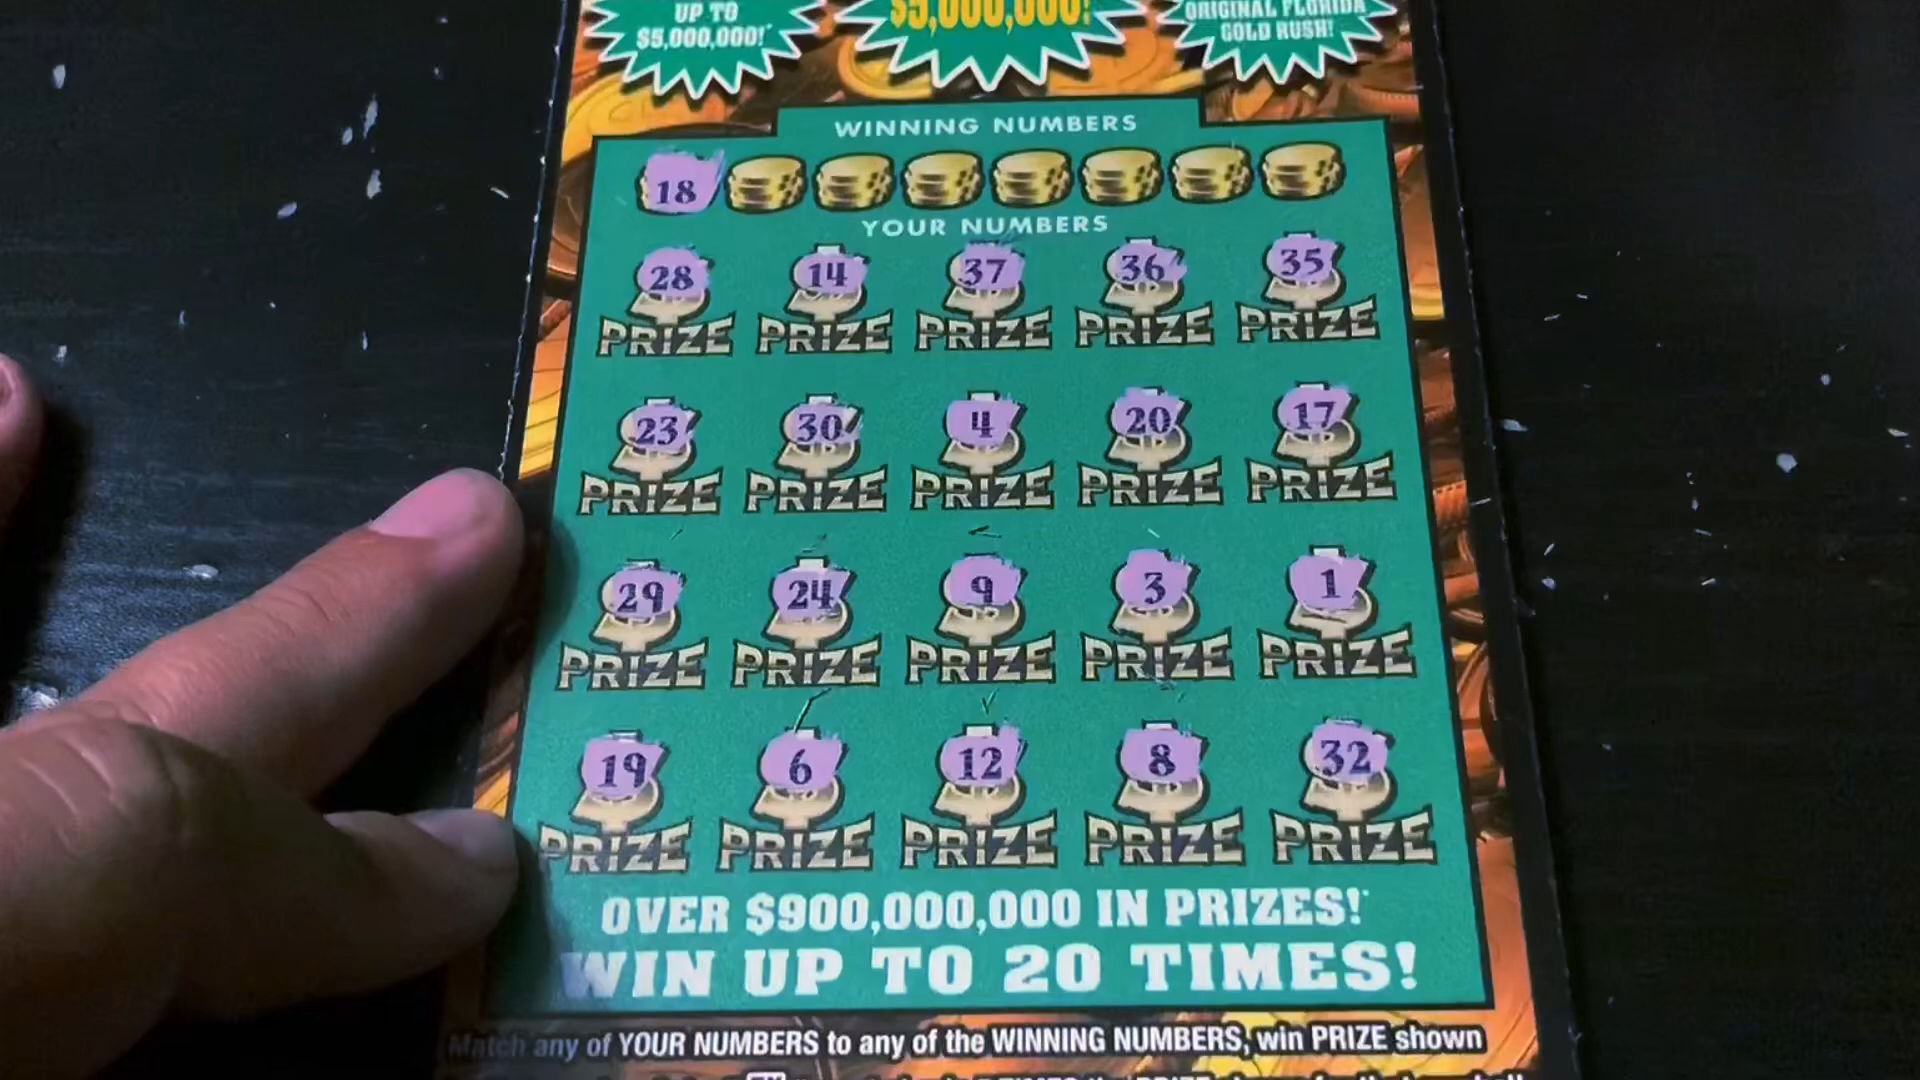 UP TO
$5,000,000!*
$5,000,000!
ORIGINAL FLORIDA
GOLD RUSH!
WINNING NUMBERS
18
YOUR NUMBERS
28 14 37 36 35
PRIZE PRIZE PRIZE PRIZE PRIZE
23 30 4 20 17
PRIZE PRIZE PRIZE PRIZE PRIZE
29 24 9 3 1
PRIZE PRIZE PRIZE PRIZE PRIZE
19 6 12 8 32
PRIZE PRIZE PRIZE PRIZE PRIZE
OVER $900,000,000 IN PRIZES!*
WIN UP TO 20 TIMES!
Match any of YOUR NUMBERS to any of the WINNING NUMBERS, win PRIZE shown